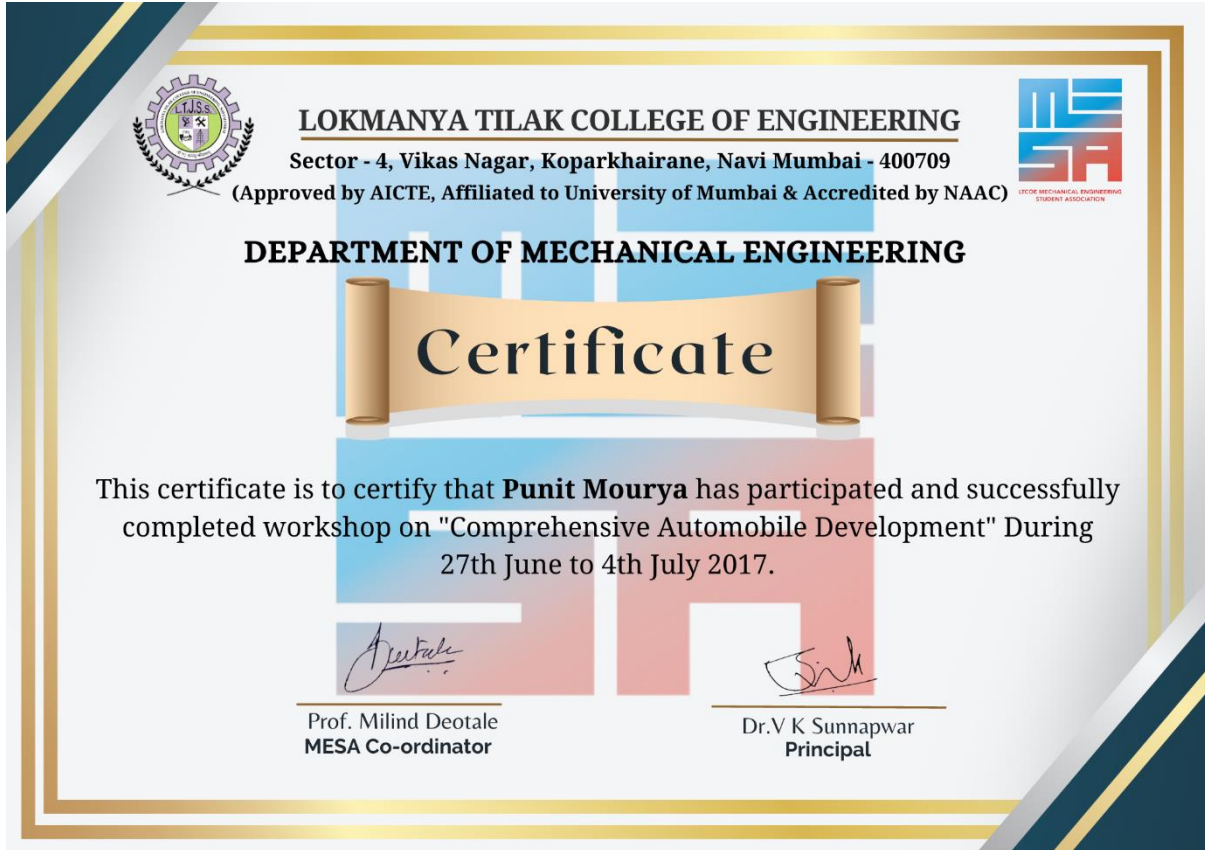 L.T.J.S.S.
LOKMANYA TILAK COLLEGE OF ENGINEERING
Sector - 4, Vikas Nagar, Koparkhairane, Navi Mumbai - 400709
(Approved by AICTE, Affiliated to University of Mumbai & Accredited by NAAC)
MESA
LTCOE MECHANICAL ENGINEERING
STUDENT ASSOCIATION
DEPARTMENT OF MECHANICAL ENGINEERING
Certificate
This certificate is to certify that Punit Mourya has participated and successfully
completed workshop on "Comprehensive Automobile Development" During
27th June to 4th July 2017.
Prof. Milind Deotale
MESA Co-ordinator
Dr.V K Sunnapwar
Principal